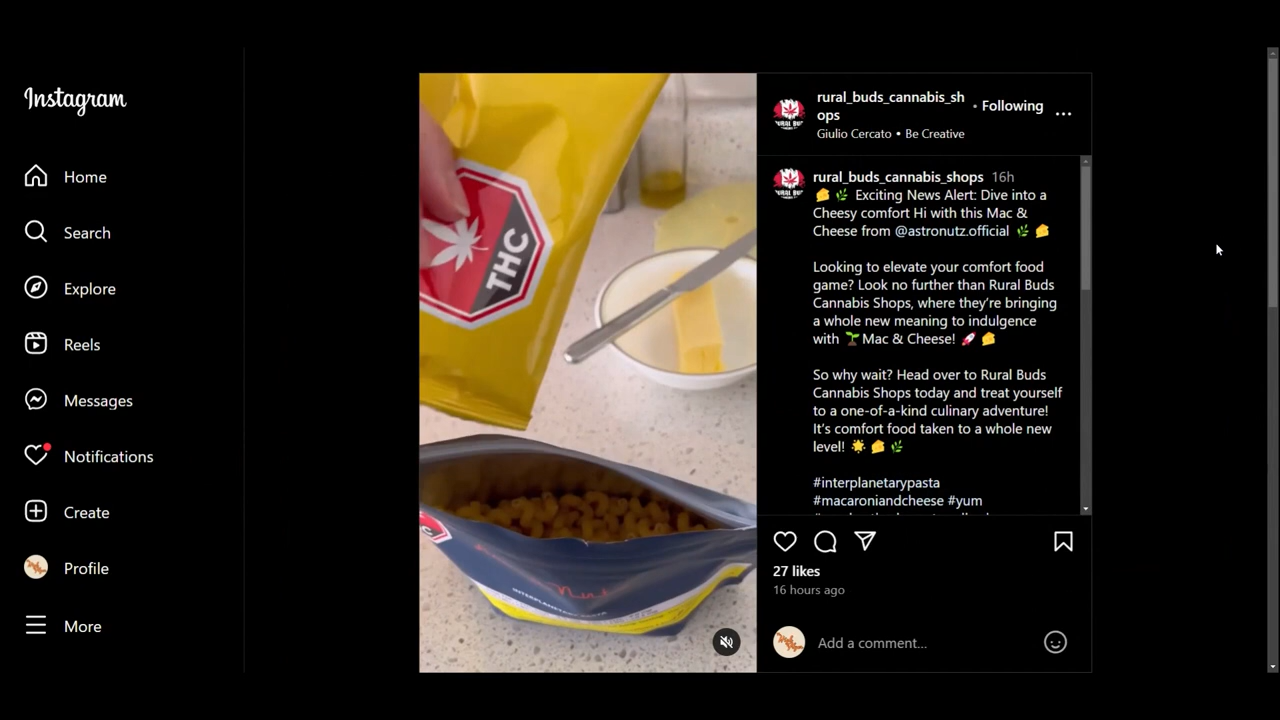 Instagram
Home
Search
Explore
Reels
Messages
Notifications
Create
Profile
More
THC
INTERPLANETARY PASTA
rural_buds_cannabis_sh
ops
• Following
Giulio Cercato • Be Creative
rural_buds_cannabis_shops 16h
🧀 🌿 Exciting News Alert: Dive into a
Cheesy comfort Hi with this Mac &
Cheese from @astronutz.official 🌿 🧀
Looking to elevate your comfort food
game? Look no further than Rural Buds
Cannabis Shops, where they’re bringing
a whole new meaning to indulgence
with 🌱Mac & Cheese! 🚀 🧀
So why wait? Head over to Rural Buds
Cannabis Shops today and treat yourself
to a one-of-a-kind culinary adventure!
It’s comfort food taken to a whole new
level! 🌟 🧀 🌿
#interplanetarypasta
#macaroniandcheese #yum
27 likes
16 hours ago
Add a comment...